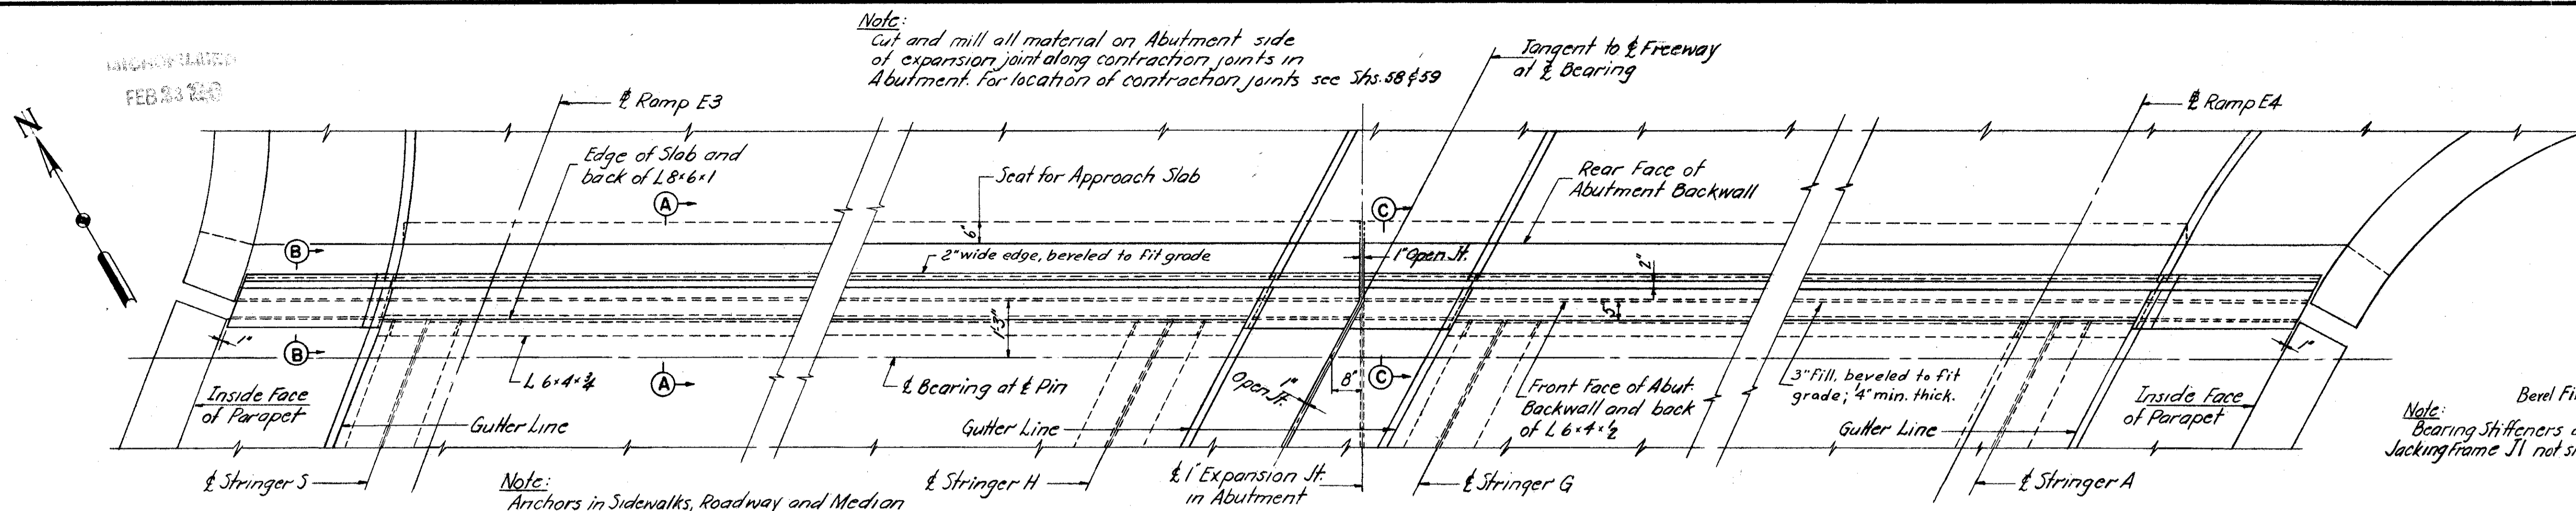 Note:
Cut and mill all material on Abutment side
of expansion joint along contraction joints in
Abutment. For location of contraction joints see Shs. 58 & 59
Tangent to ℄ Freeway
at ℄ Bearing
FEB
N
℄ Ramp E3
℄ Ramp E4
Edge of Slab and
back of L 8×6×1
Seat for Approach Slab
Rear Face of
Abutment Backwall
A
C
B
6"
2" wide edge, beveled to fit grade
1" Open Jt.
2"
1'-3"
5"
1"
B
A
L 6×4×3/4
℄ Bearing at ℄ Pin
1"
Open Jt.
8"
C
Front Face of Abut.
Backwall and back
of L 6×4×1/2
3" Fill, beveled to fit
grade; 1/4" min. thick.
1"
Inside Face
of Parapet
Inside Face
of Parapet
Gutter Line
Gutter Line
Gutter Line
Bevel Fi
Note:
Bearing Stiffeners
Jacking Frame J1 not s
℄ Stringer S
Note:
Anchors in Sidewalks, Roadway and Median
℄ Stringer H
℄ 1" Expansion Jt.
in Abutment
℄ Stringer G
℄ Stringer A